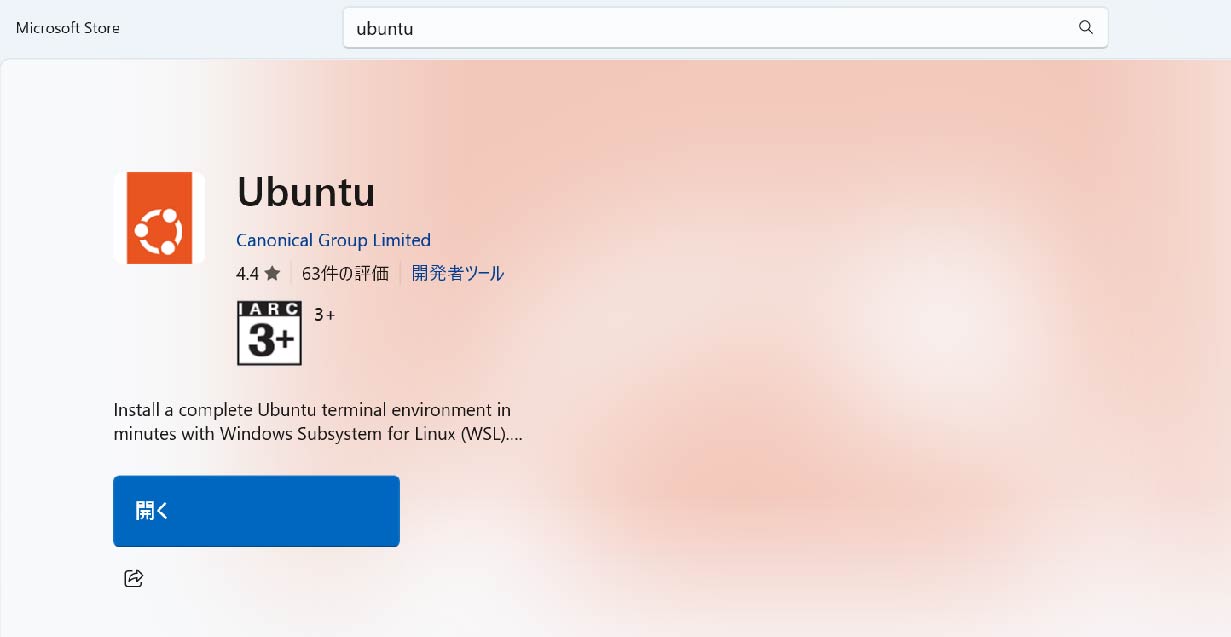 Microsoft Store
ubuntu
Ubuntu
Canonical Group Limited
4.4 ★ 63件の評価 開発者ツール
IARC
3+
3+
Install a complete Ubuntu terminal environment in
minutes with Windows Subsystem for Linux (WSL)....
開く